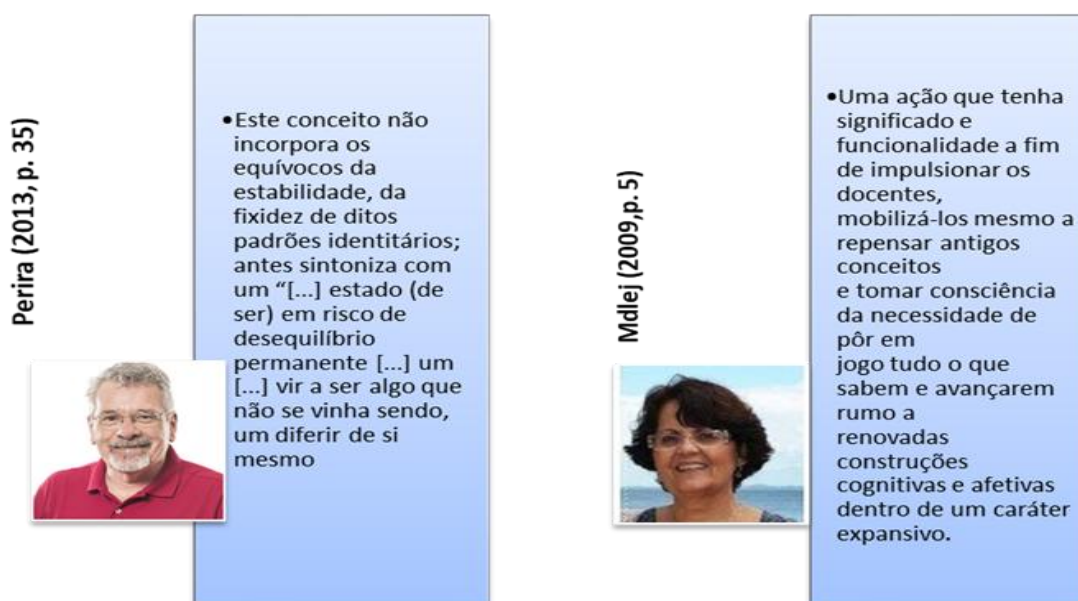 Perira (2013, p. 35)
•Este conceito não
incorpora os
equívocos da
estabilidade, da
fixidez de ditos
padrões identitários;
antes sintoniza com
um “[...] estado (de
ser) em risco de
desequilíbrio
permanente [...] um
[...] vir a ser algo que
não se vinha sendo,
um diferir de si
mesmo
Mdlej (2009,p. 5)
•Uma ação que tenha
significado e
funcionalidade a fim
de impulsionar os
docentes,
mobilizá-los mesmo a
repensar antigos
conceitos
e tomar consciência
da necessidade de
pôr em
jogo tudo o que
sabem e avançarem
rumo a
renovadas
construções
cognitivas e afetivas
dentro de um caráter
expansivo.